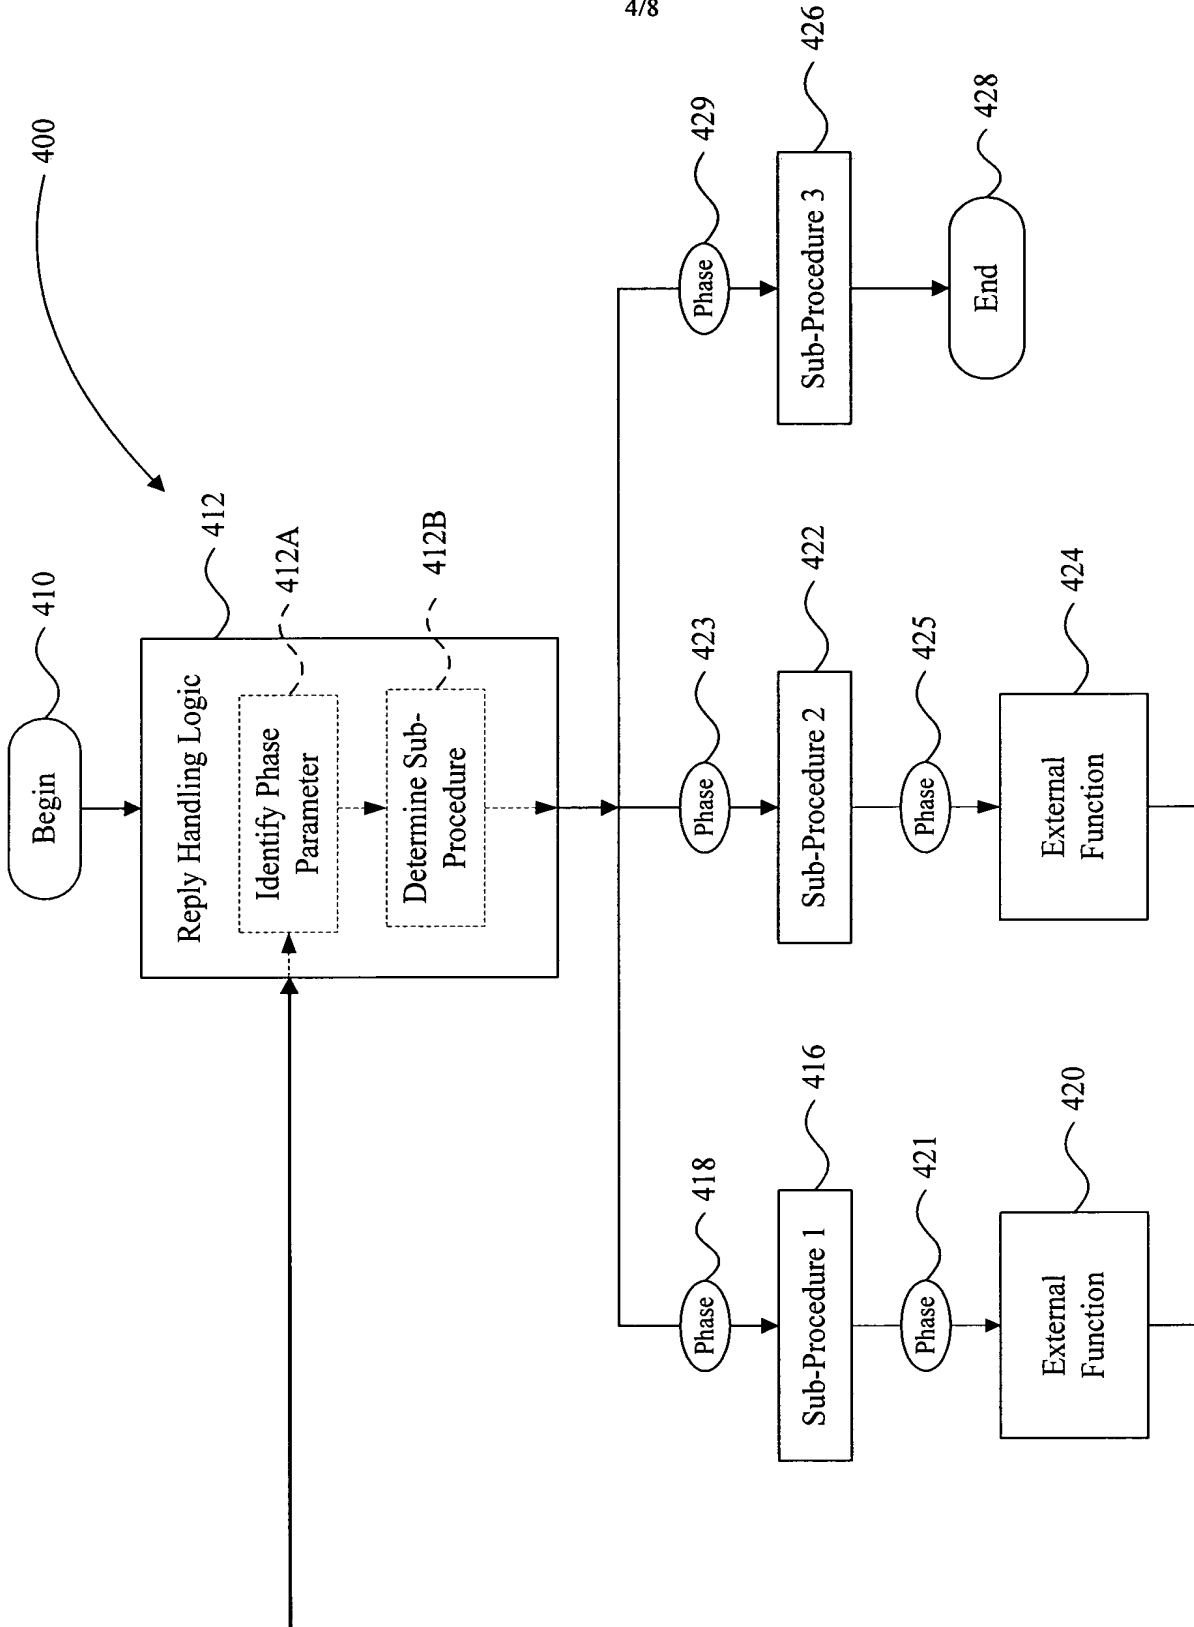 4/8
400
Begin
410
Reply Handling Logic
412
Identify Phase
Parameter
412A
Determine Sub-
Procedure
412B
Phase
418
Phase
423
Phase
429
Sub-Procedure 1
416
Sub-Procedure 2
422
Sub-Procedure 3
426
Phase
421
Phase
425
End
428
External
Function
420
External
Function
424